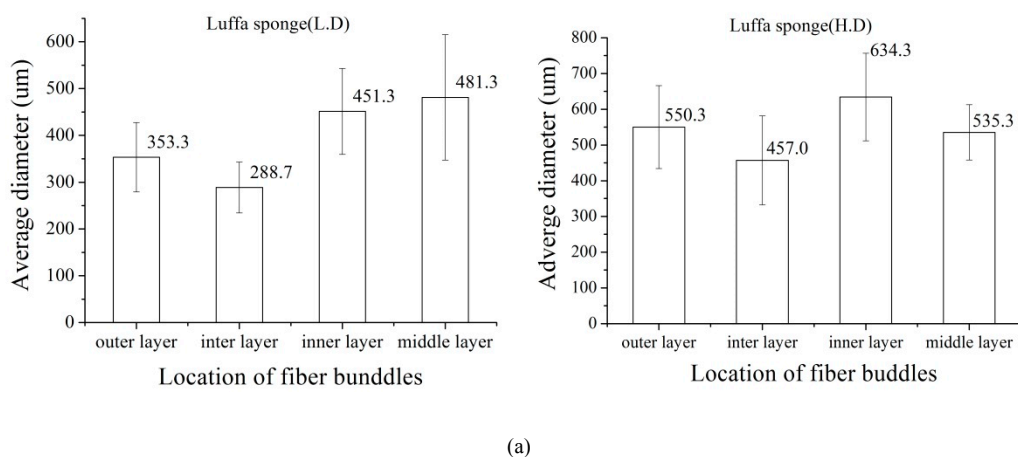 Luffa sponge(L.D)
600
500
400
300
200
100
0
Average diameter (um)
353.3
288.7
451.3
481.3
outer layer
inter layer
inner layer
middle layer
Location of fiber bunddles
Luffa sponge(H.D)
800
700
600
500
400
300
200
100
0
Adverge diameter (um)
550.3
457.0
634.3
535.3
outer layer
inter layer
inner layer
middle layer
Location of fiber buddles
(a)